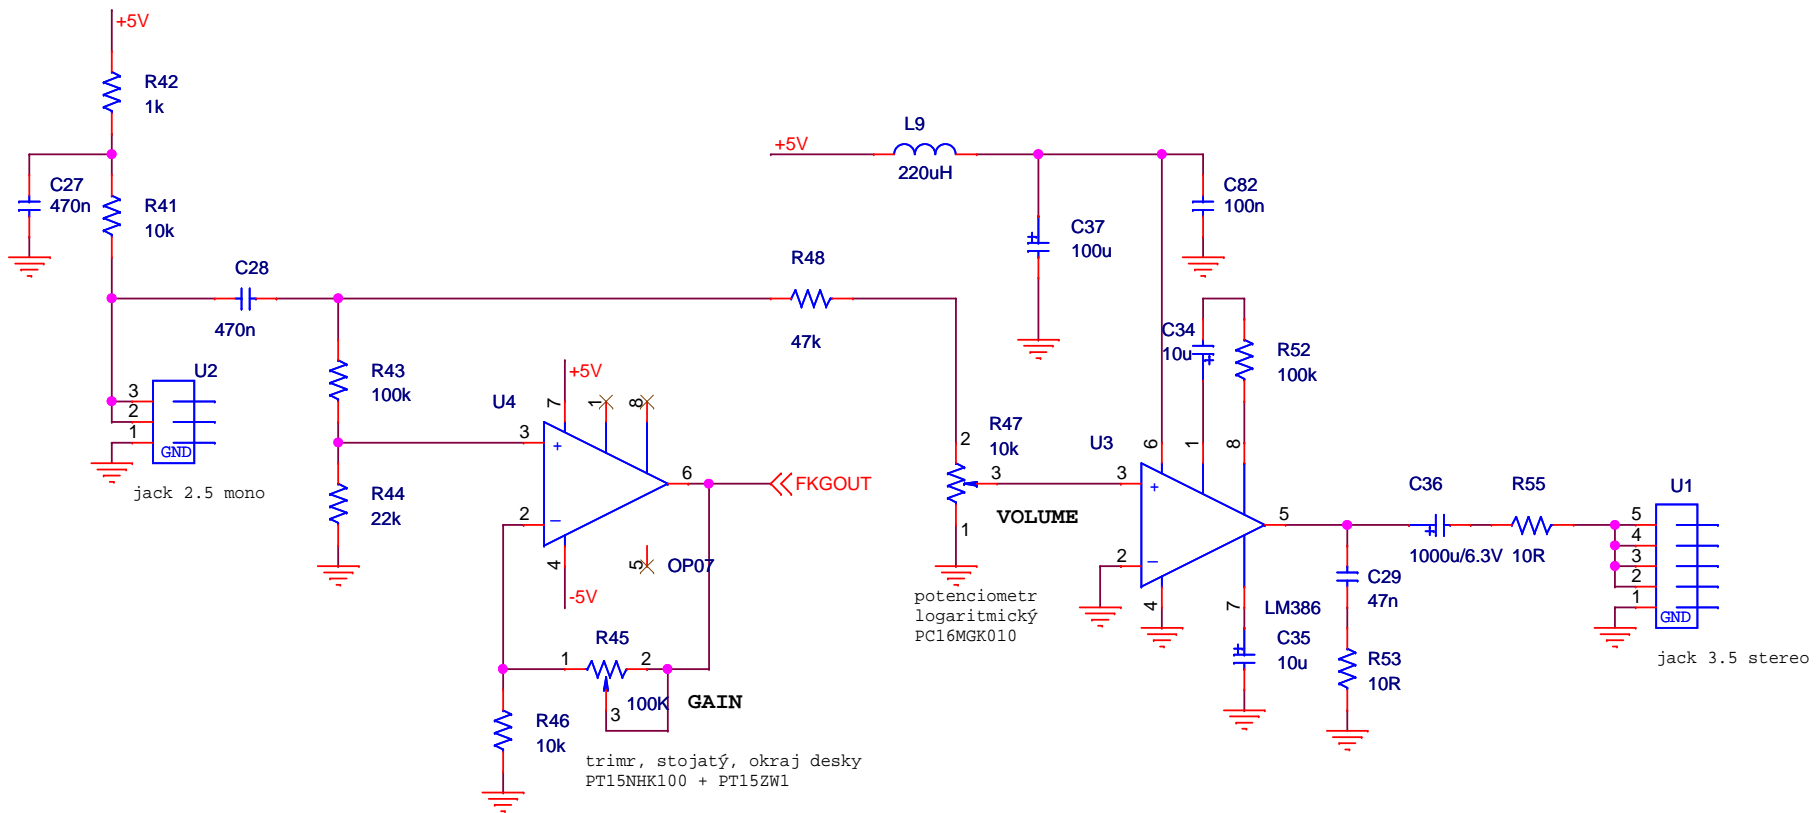 +5V
R42
1k
C27
470n
R41
10k
C28
470n
U2
3
2
1
GND
jack 2.5 mono
R43
100k
R44
22k
U4
+5V
7
1
8
3
+
2
–
6
4
5
OP07
-5V
FKGOUT
R45
1
2
3
100K
GAIN
R46
10k
trimr, stojatý, okraj desky
PT15NHK100 + PT15ZW1
R48
47k
+5V
L9
220uH
C37
100u
C82
100n
C34
10u
R52
100k
R47
10k
2
3
1
VOLUME
potenciometr
logaritmický
PC16MGK010
U3
6
1
8
3
+
2
–
5
4
7
LM386
C35
10u
C29
47n
R53
10R
C36
1000u/6.3V
R55
10R
U1
5
4
3
2
1
GND
jack 3.5 stereo